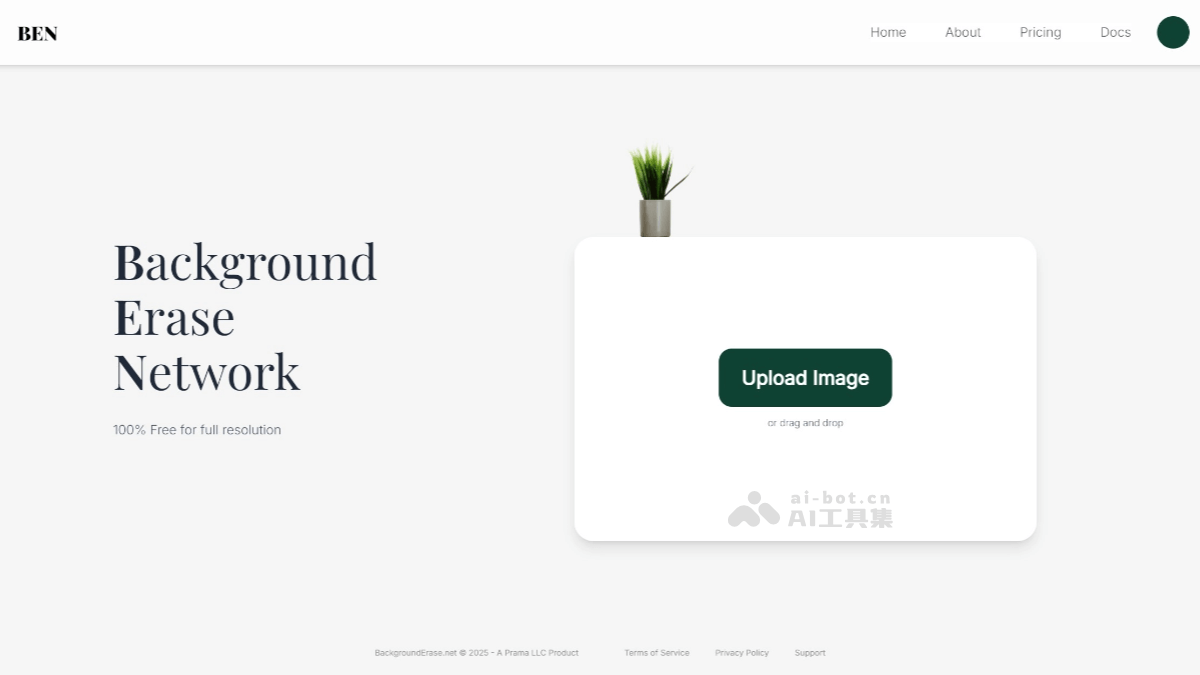 BEN
Home About Pricing Docs
Background
Erase
Network
100% Free for full resolution
Upload Image
or drag and drop
ai-bot.cn
AI工具集
BackgroundErase.net © 2025 - A Prama LLC Product Terms of Service Privacy Policy Support